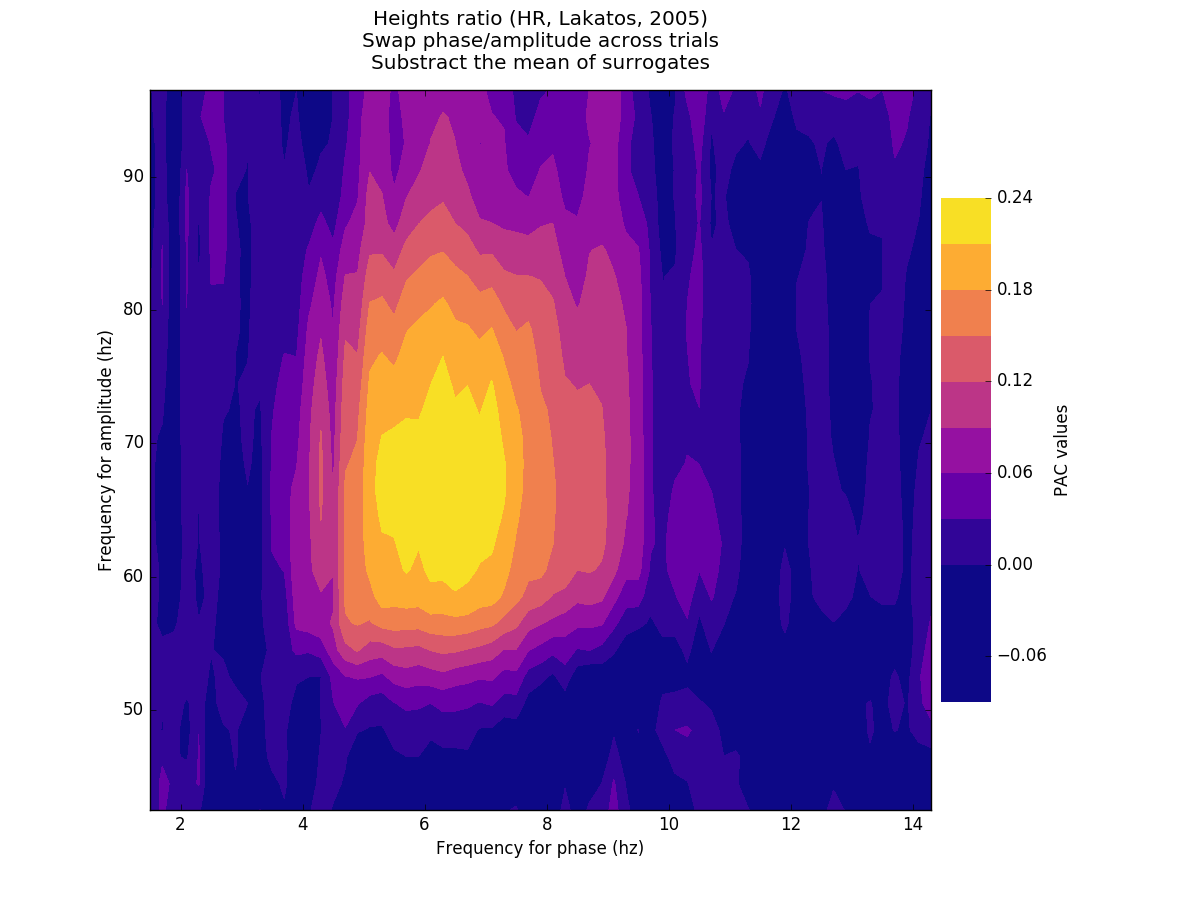 Heights ratio (HR, Lakatos, 2005)
Swap phase/amplitude across trials
Substract the mean of surrogates
Frequency for amplitude (hz)
90
80
70
60
50
2 4 6 8 10 12 14
Frequency for phase (hz)
0.24
0.18
0.12
0.06
0.00
−0.06
PAC values